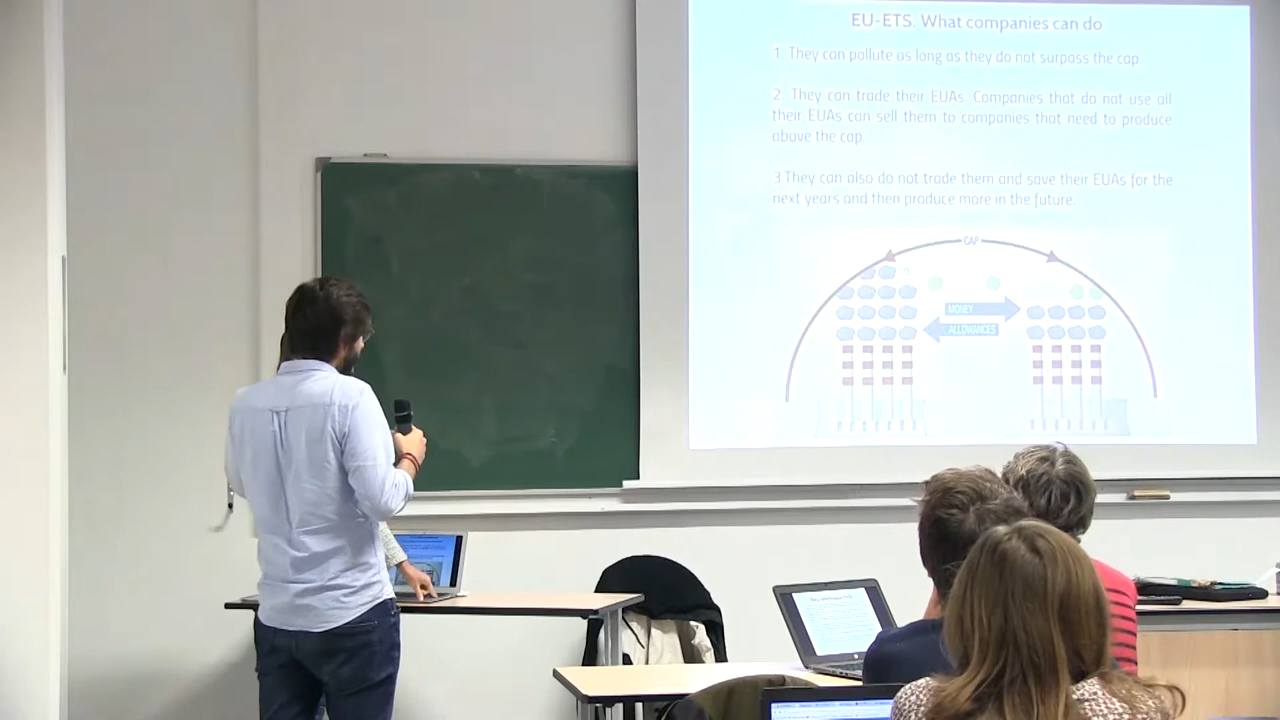 EU-ETS. What companies can do
1. They can pollute as long as they do not surpass the cap.
2. They can trade their EUAs. Companies that do not use all
their EUAs can sell them to companies that need to produce
above the cap.
3 They can also do not trade them and save their EUAs for the
next years and then produce more in the future.
CAP
MONEY
ALLOWANCES